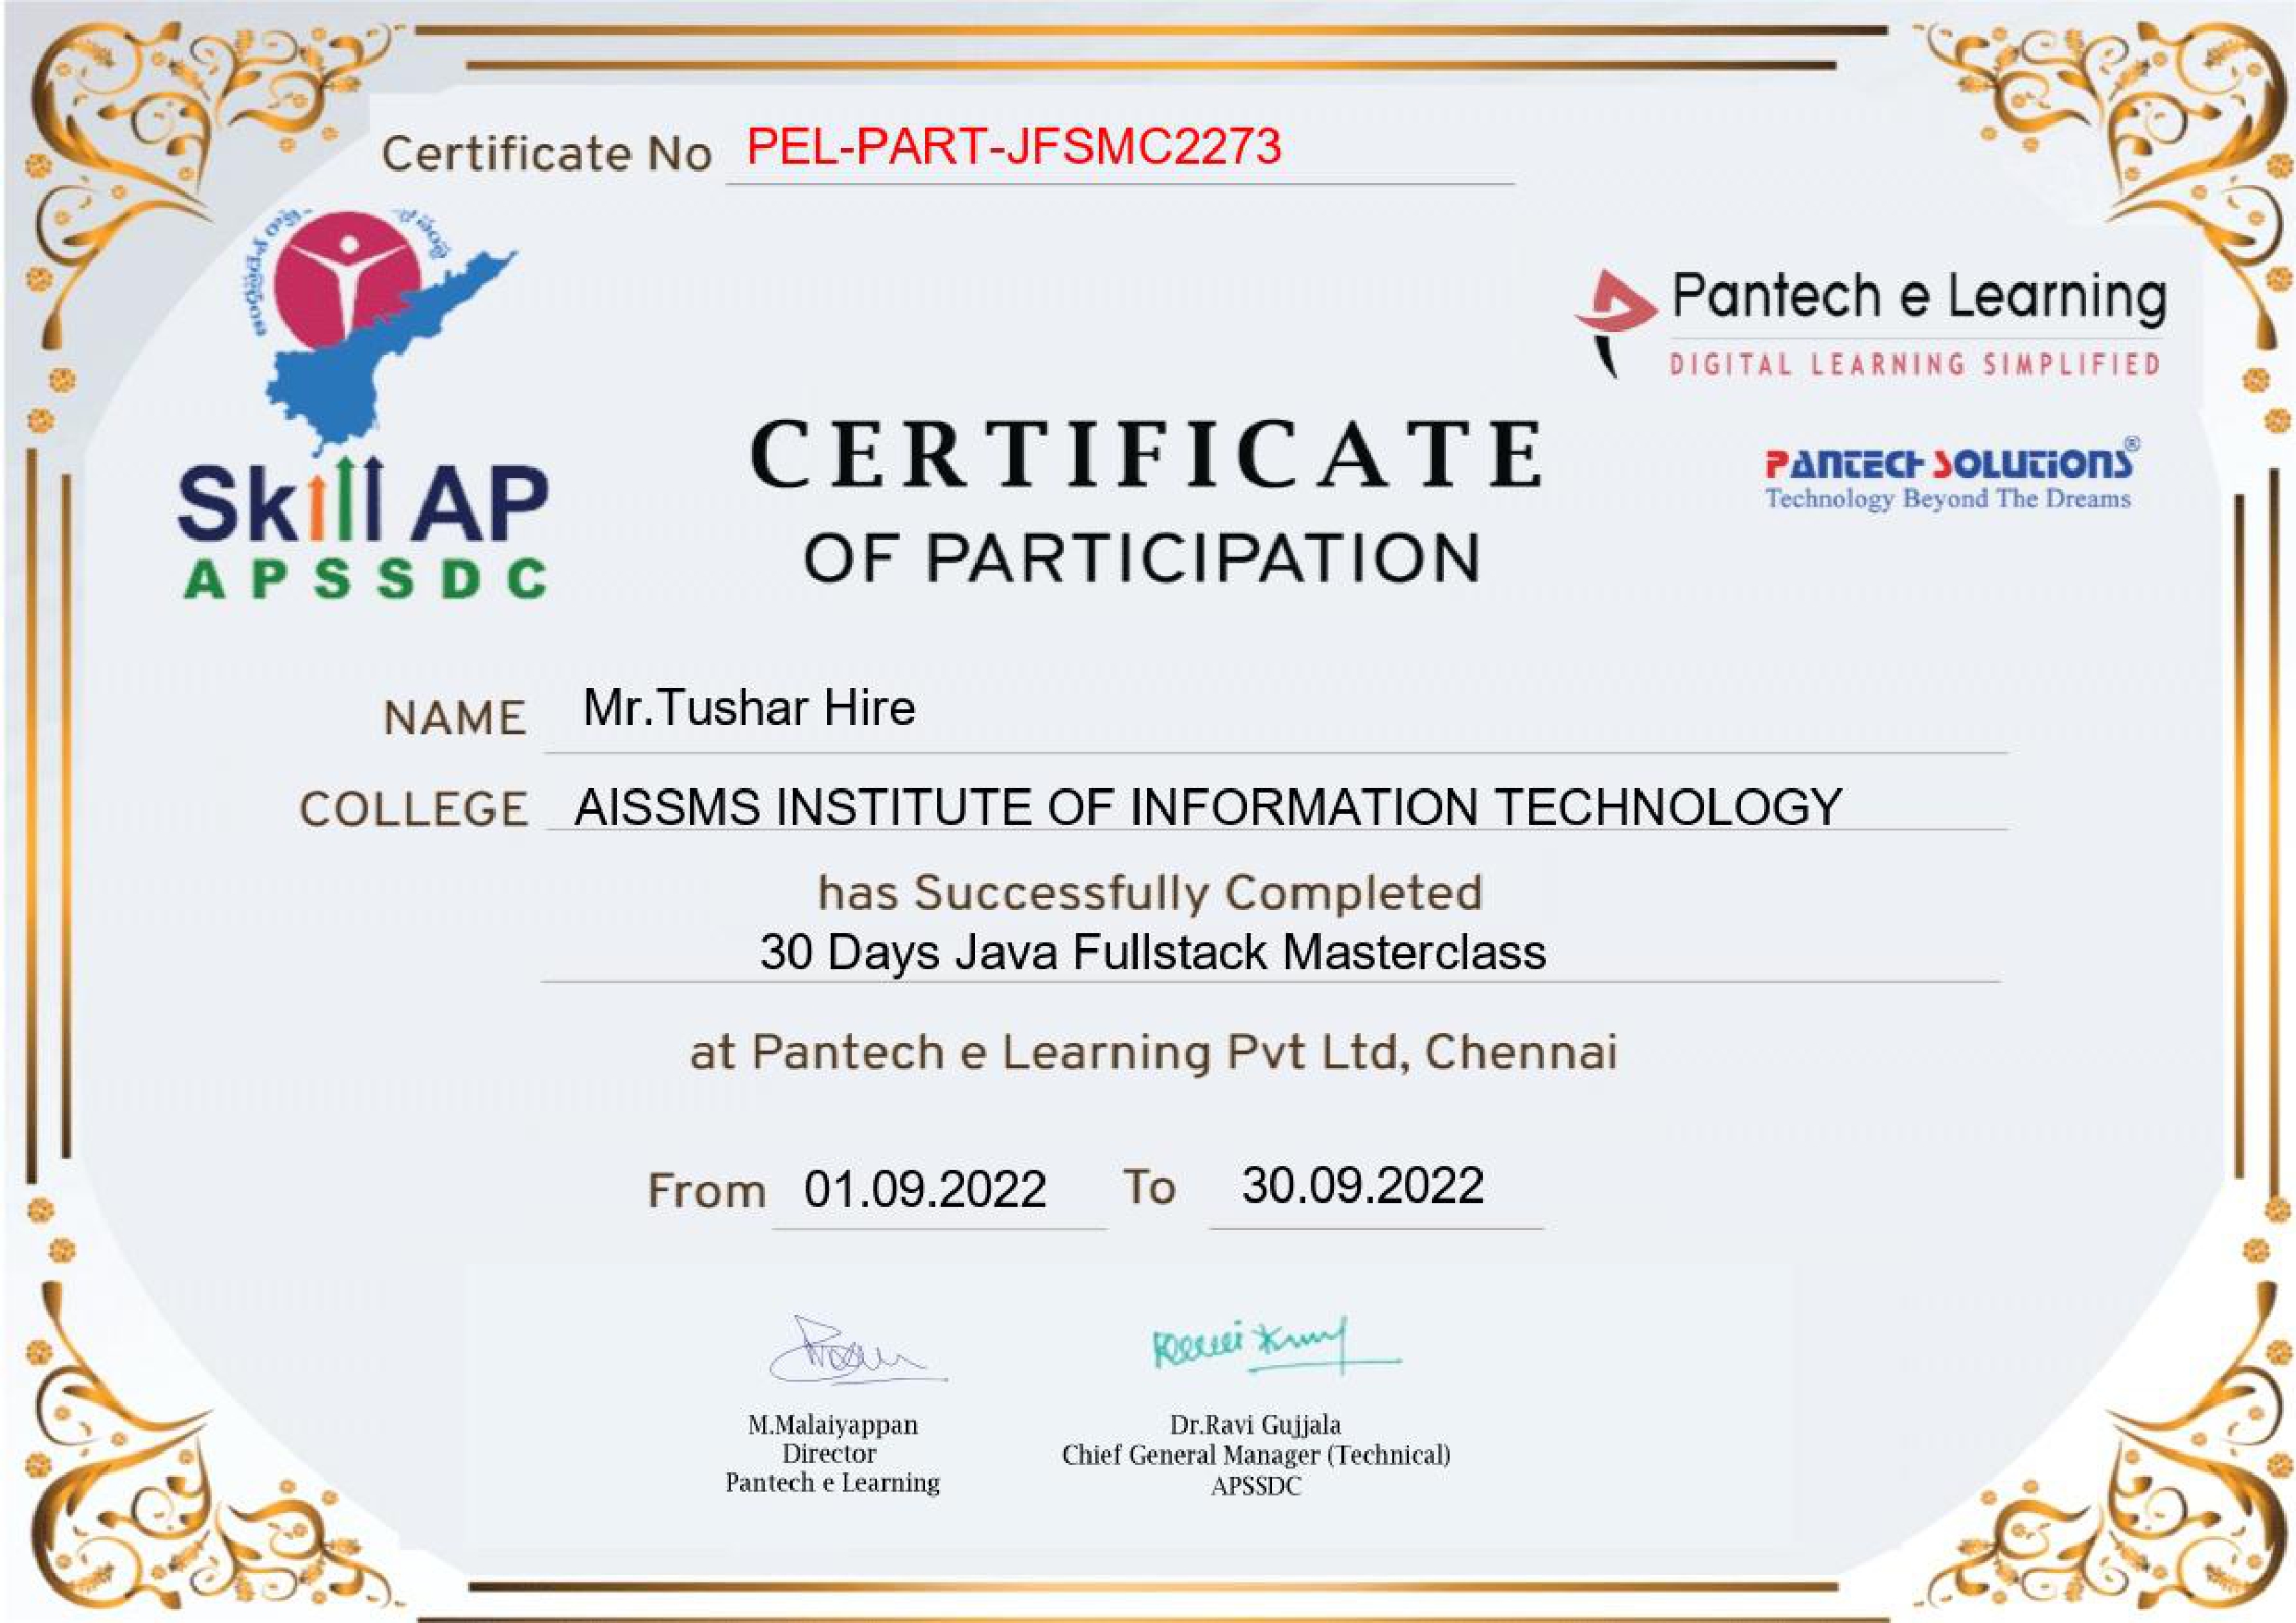 Certificate No PEL-PART-JFSMC2273
Pantech e Learning
DIGITAL LEARNING SIMPLIFIED
PANTECH SOLUTIONS®
Technology Beyond The Dreams
Skill AP
APSSDC
CERTIFICATE
OF PARTICIPATION
NAME Mr.Tushar Hire
COLLEGE AISSMS INSTITUTE OF INFORMATION TECHNOLOGY
has Successfully Completed
30 Days Java Fullstack Masterclass
at Pantech e Learning Pvt Ltd, Chennai
From 01.09.2022 To 30.09.2022
M.Malaiyappan
Director
Pantech e Learning
Dr.Ravi Gujjala
Chief General Manager (Technical)
APSSDC